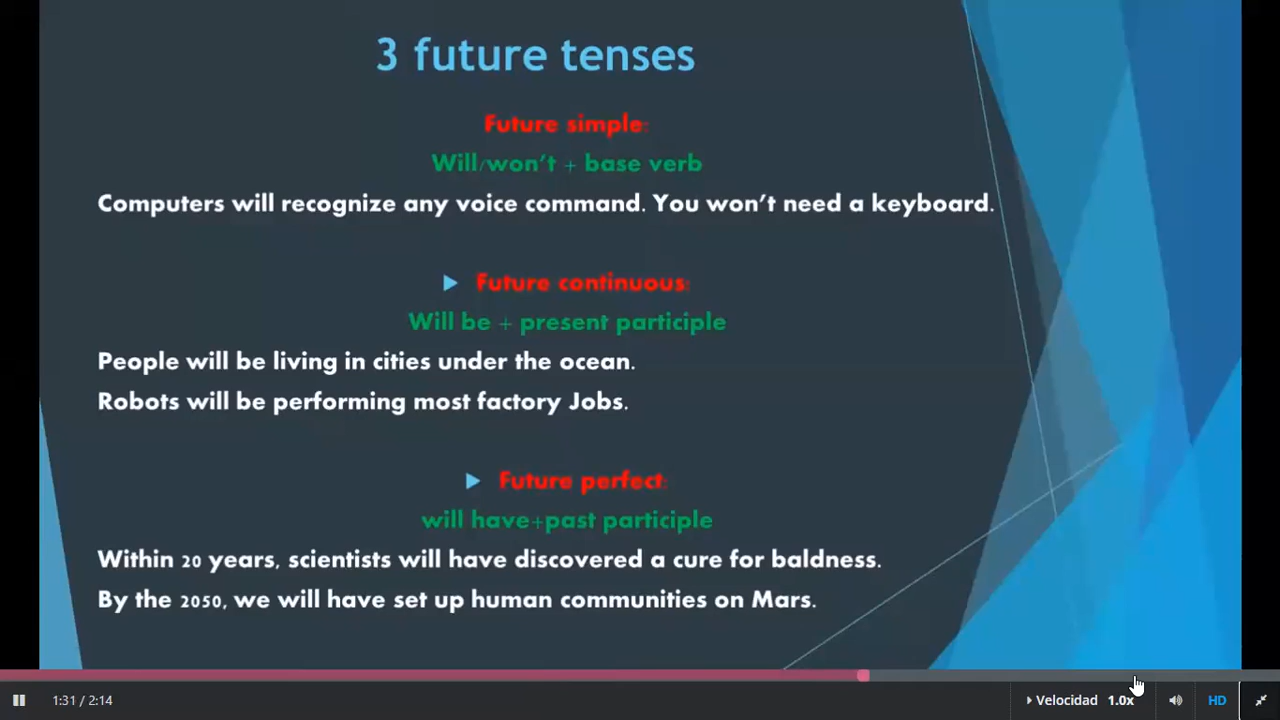 3 future tenses
Future simple:
Will/won't + base verb
Computers will recognize any voice command. You won't need a keyboard.
Future continuous:
Will be + present participle
People will be living in cities under the ocean.
Robots will be performing most factory Jobs.
Future perfect:
will have+past participle
Within 20 years, scientists will have discovered a cure for baldness.
By the 2050, we will have set up human communities on Mars.
1:31 / 2:14 Velocidad 1.0x HD